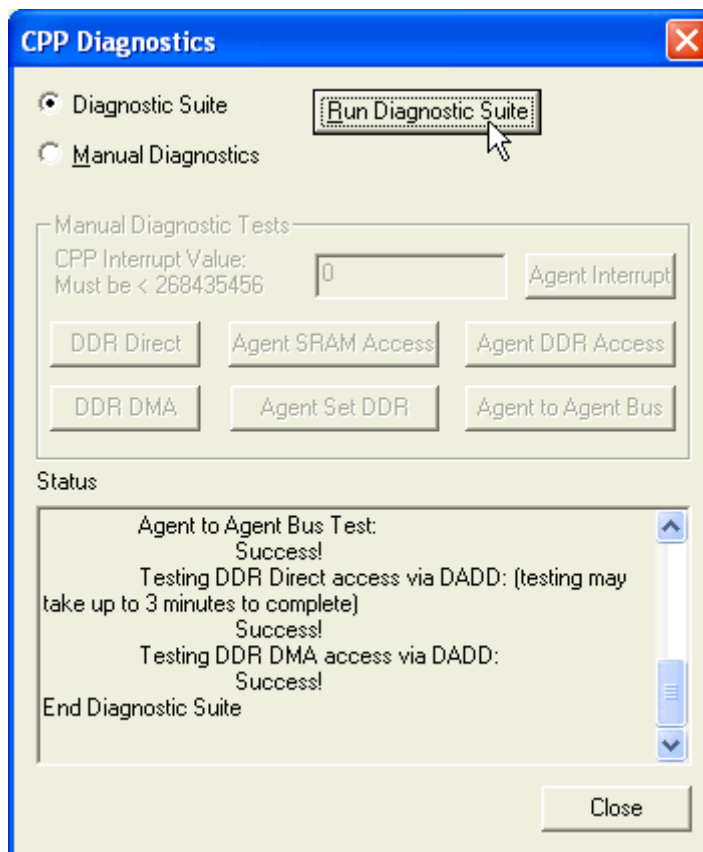 CPP Diagnostics
Diagnostic Suite
Run Diagnostic Suite
Manual Diagnostics
Manual Diagnostic Tests
CPP Interrupt Value:
Must be < 268435456
0
Agent Interrupt
DDR Direct
Agent SRAM Access
Agent DDR Access
DDR DMA
Agent Set DDR
Agent to Agent Bus
Status
Agent to Agent Bus Test:
Success!
Testing DDR Direct access via DADD: (testing may
take up to 3 minutes to complete)
Success!
Testing DDR DMA access via DADD:
Success!
End Diagnostic Suite
Close